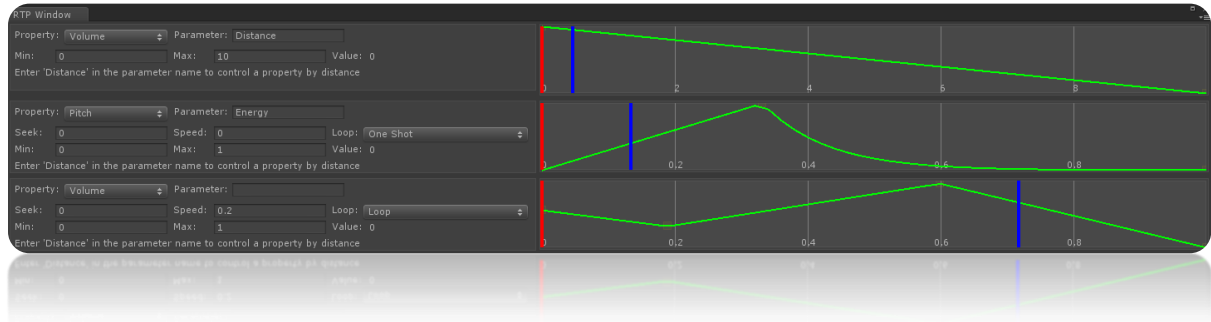 RTP Window
Property: Volume Parameter: Distance
Min: 0 Max: 10 Value: 0
Enter 'Distance' in the parameter name to control a property by distance
0 2 4 6 8
Property: Pitch Parameter: Energy
Seek: 0 Speed: 0 Loop: One Shot
Min: 0 Max: 1 Value: 0
Enter 'Distance' in the parameter name to control a property by distance
0 0.2 0.4 0.6 0.8
Property: Volume Parameter:
Seek: 0 Speed: 0.2 Loop: Loop
Min: 0 Max: 1 Value: 0
Enter 'Distance' in the parameter name to control a property by distance
0 0.2 0.4 0.6 0.8